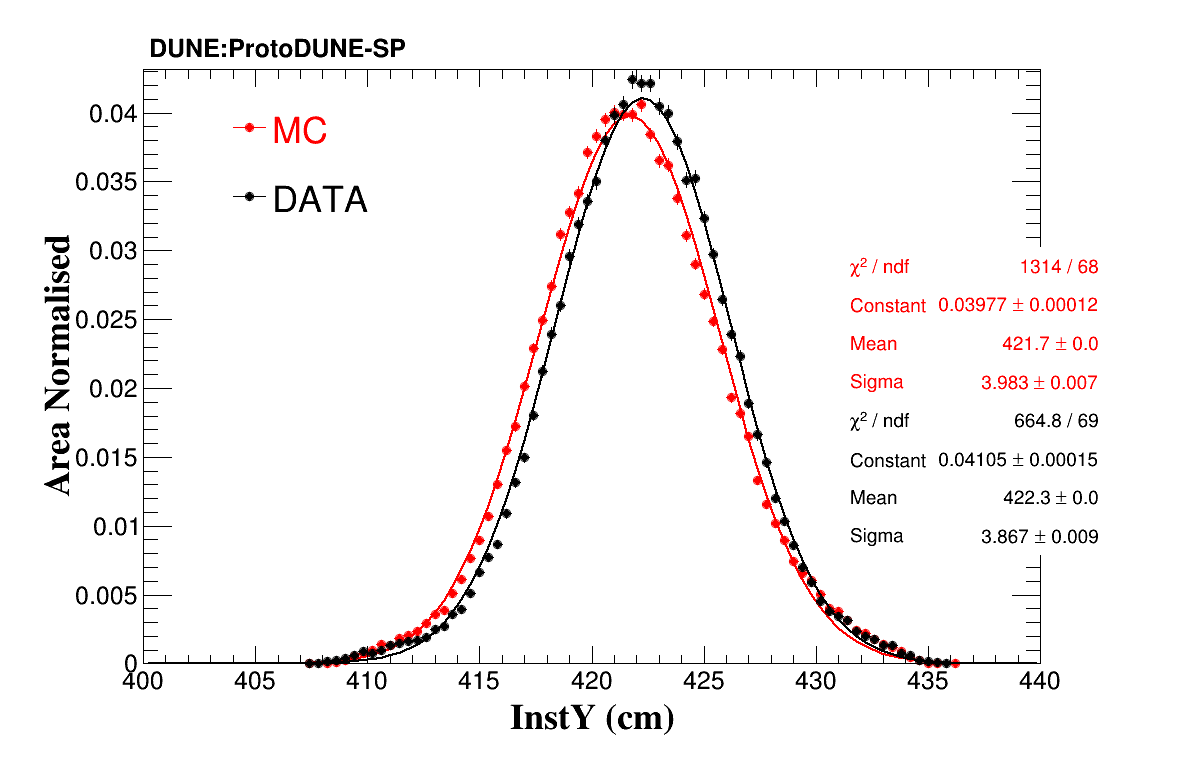 DUNE:ProtoDUNE-SP
MC
DATA
Area Normalised
0.04
0.035
0.03
0.025
0.02
0.015
0.01
0.005
0
400 405 410 415 420 425 430 435 440
InstY (cm)
χ² / ndf 1314 / 68
Constant 0.03977 ± 0.00012
Mean 421.7 ± 0.0
Sigma 3.983 ± 0.007
χ² / ndf 664.8 / 69
Constant 0.04105 ± 0.00015
Mean 422.3 ± 0.0
Sigma 3.867 ± 0.009